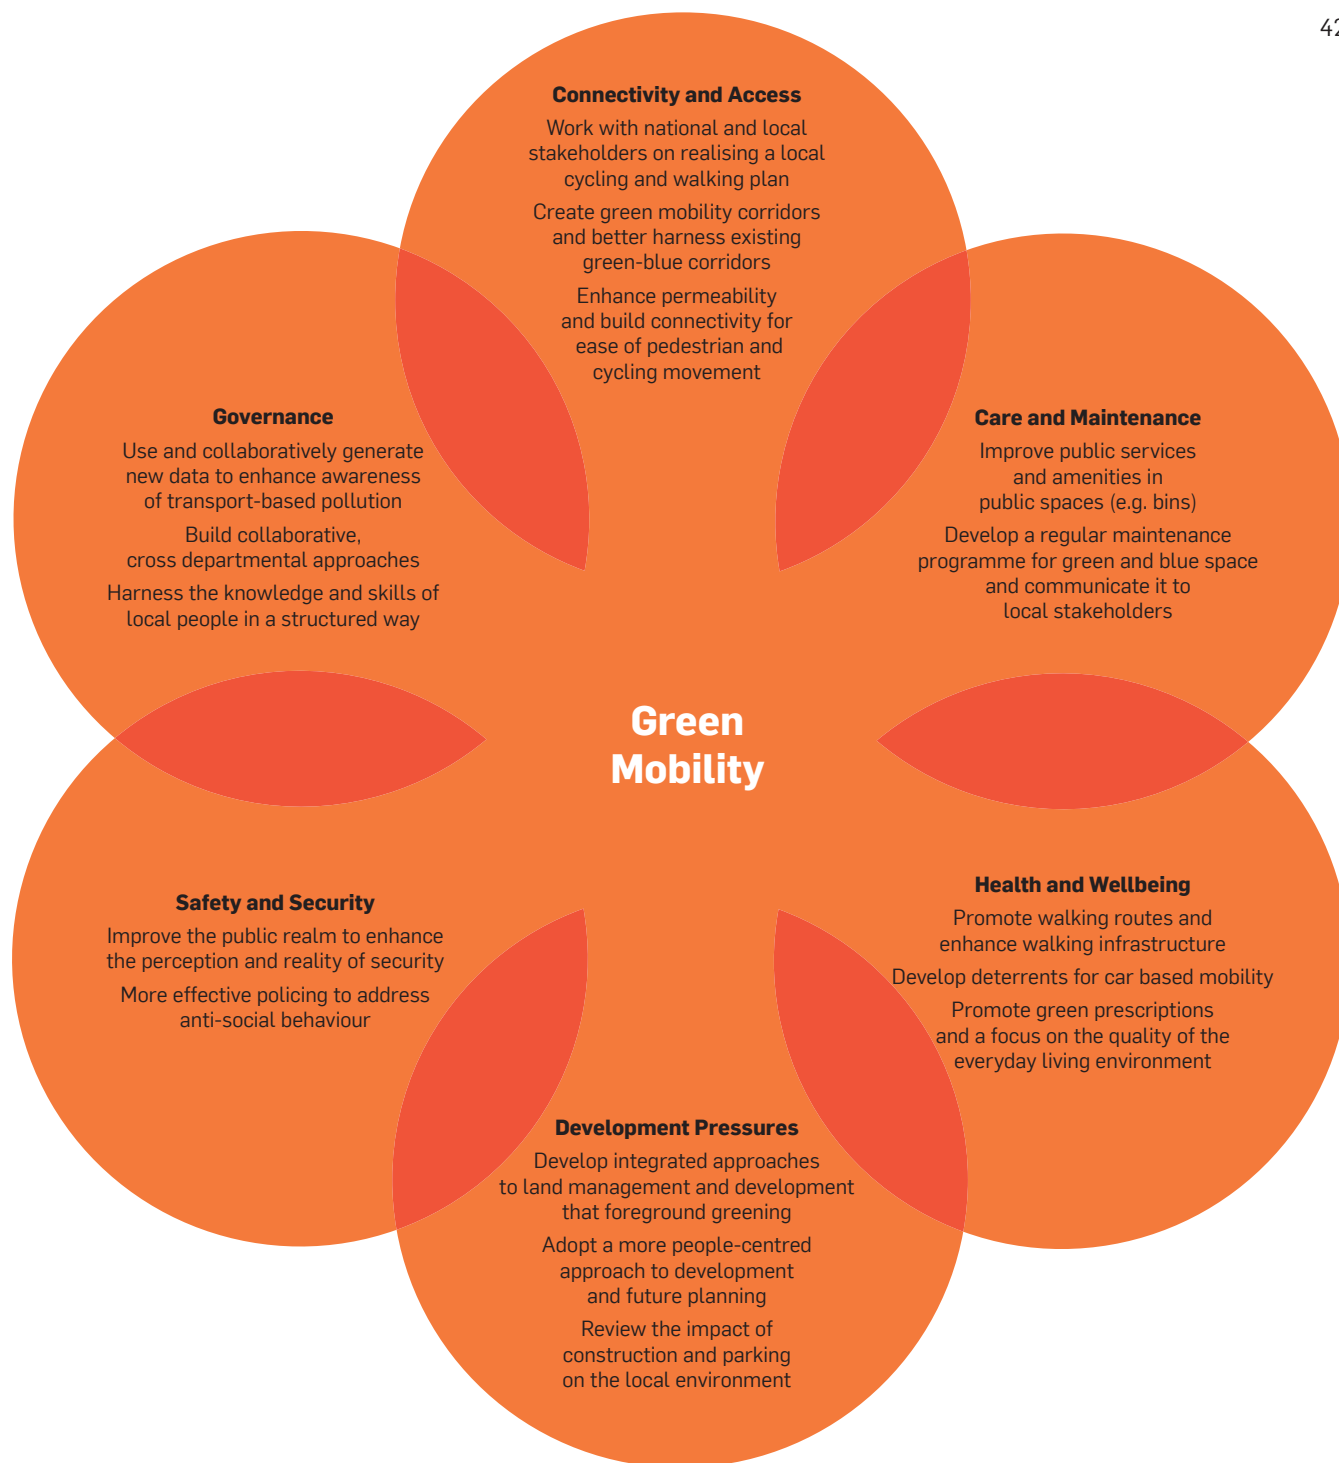 42
Connectivity and Access
Work with national and local
stakeholders on realising a local
cycling and walking plan
Create green mobility corridors
and better harness existing
green-blue corridors
Enhance permeability
and build connectivity for
ease of pedestrian and
cycling movement
Governance
Use and collaboratively generate
new data to enhance awareness
of transport-based pollution
Build collaborative,
cross departmental approaches
Harness the knowledge and skills of
local people in a structured way
Care and Maintenance
Improve public services
and amenities in
public spaces (e.g. bins)
Develop a regular maintenance
programme for green and blue space
and communicate it to
local stakeholders
Green
Mobility
Safety and Security
Improve the public realm to enhance
the perception and reality of security
More effective policing to address
anti-social behaviour
Health and Wellbeing
Promote walking routes and
enhance walking infrastructure
Develop deterrents for car based mobility
Promote green prescriptions
and a focus on the quality of the
everyday living environment
Development Pressures
Develop integrated approaches
to land management and development
that foreground greening
Adopt a more people-centred
approach to development
and future planning
Review the impact of
construction and parking
on the local environment